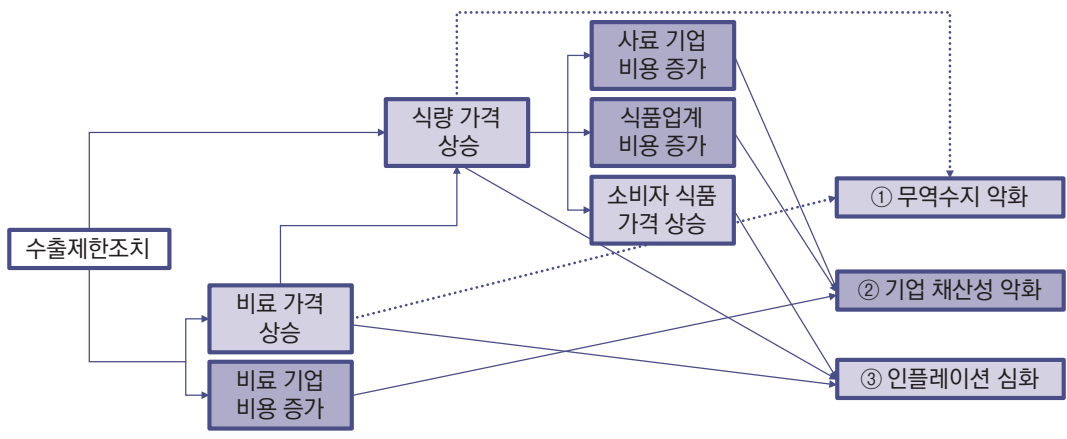 사료 기업
비용 증가
식량 가격
상승
식품업계
비용 증가
소비자 식품
가격 상승
① 무역수지 악화
수출제한조치
비료 가격
상승
② 기업 채산성 악화
비료 기업
비용 증가
③ 인플레이션 심화